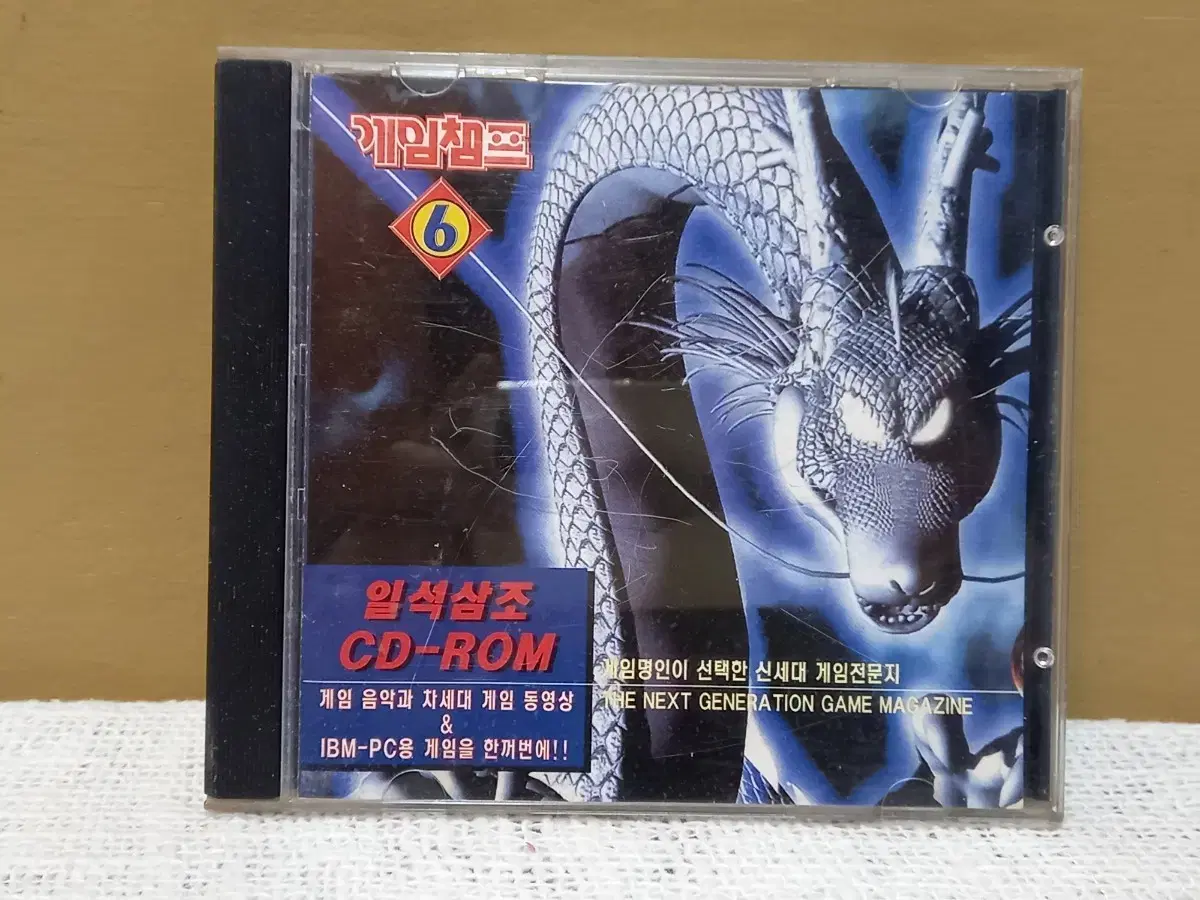 게임챔프
6
일석삼조
CD-ROM
게임 음악과 차세대 게임 동영상
&
IBM-PC용 게임을 한꺼번에!!
게임명인이 선택한 신세대 게임전문지
THE NEXT GENERATION GAME MAGAZINE